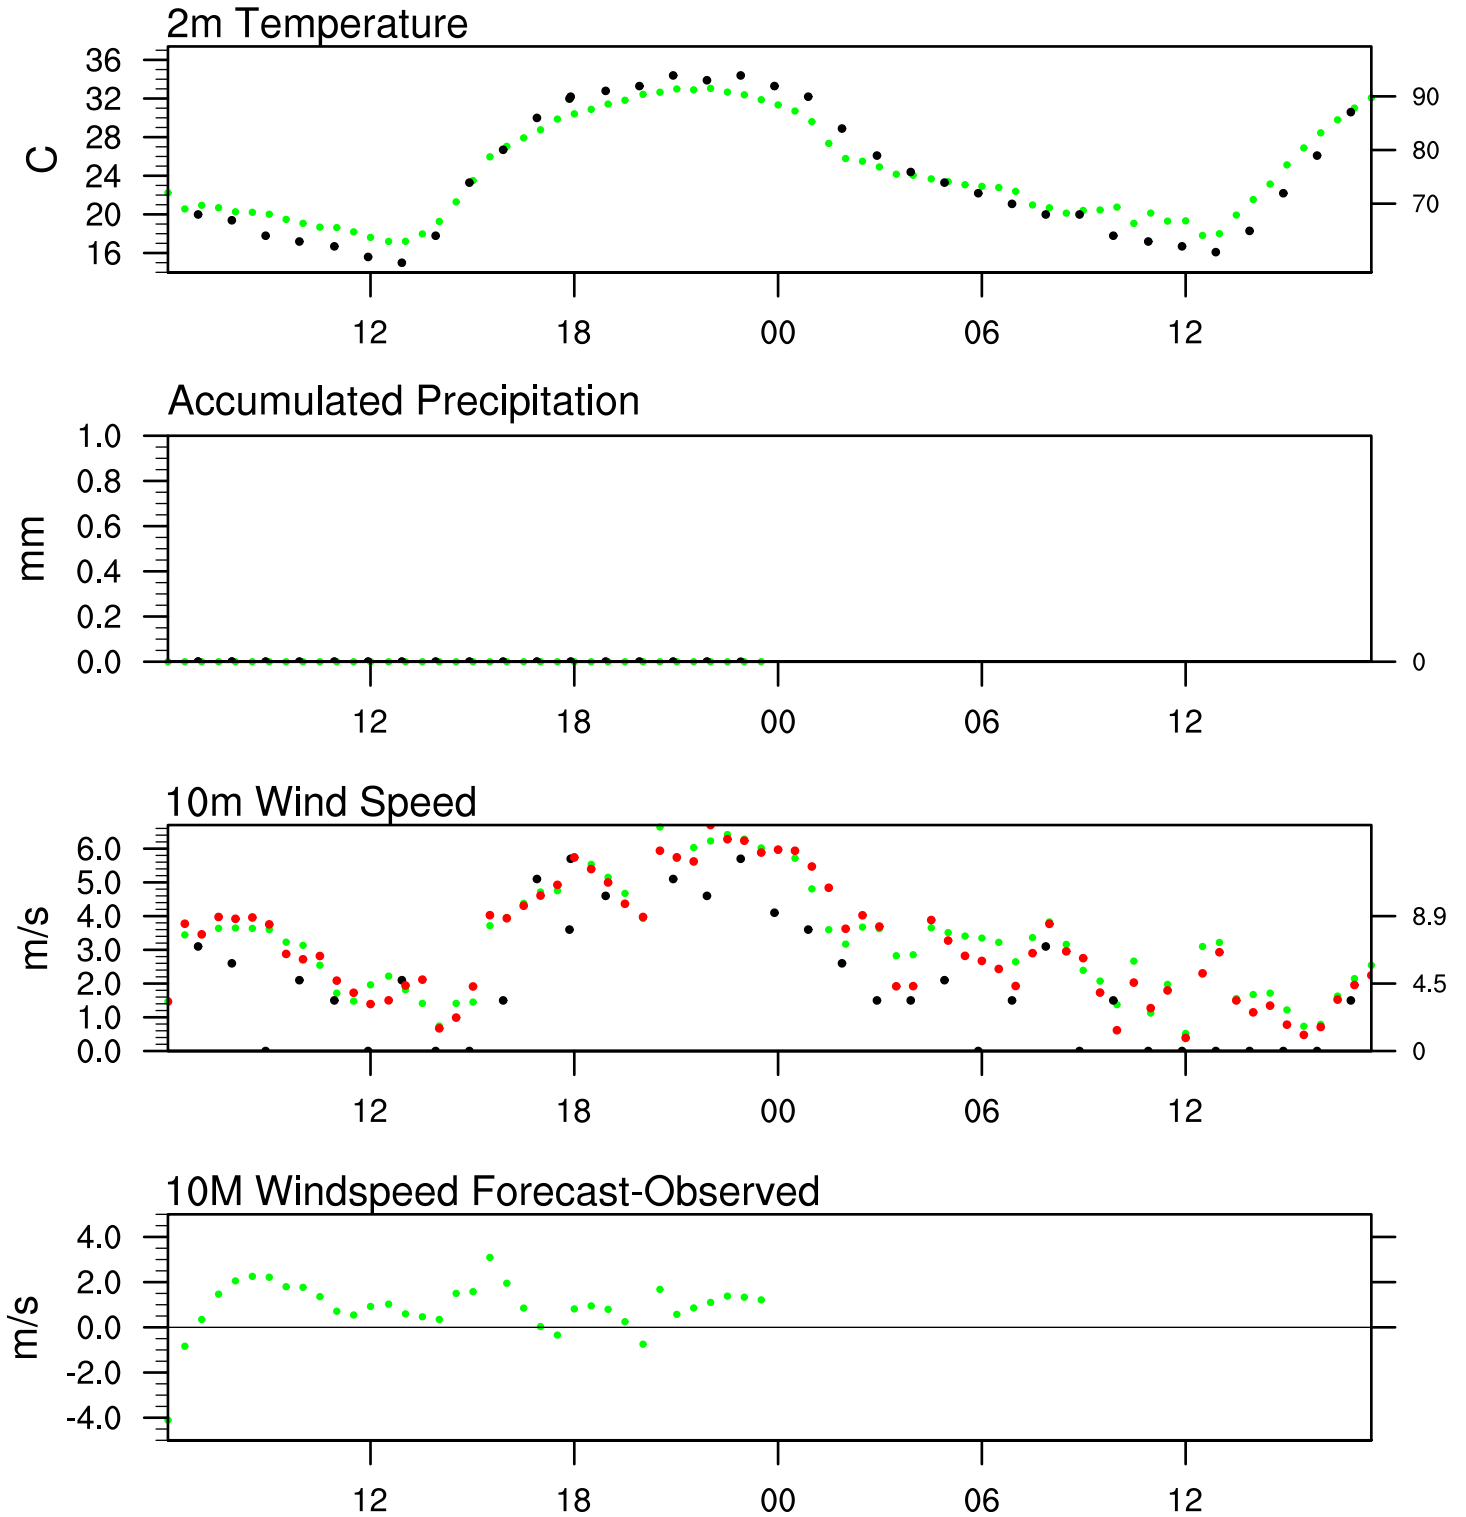 2m Temperature
36
32
28
24
20
16
C
90
80
70
12 18 00 06 12
Accumulated Precipitation
1.0
0.8
0.6
0.4
0.2
0.0
mm
0
12 18 00 06 12
10m Wind Speed
6.0
5.0
4.0
3.0
2.0
1.0
0.0
m/s
8.9
4.5
0
12 18 00 06 12
10M Windspeed Forecast-Observed
4.0
2.0
0.0
-2.0
-4.0
m/s
12 18 00 06 12